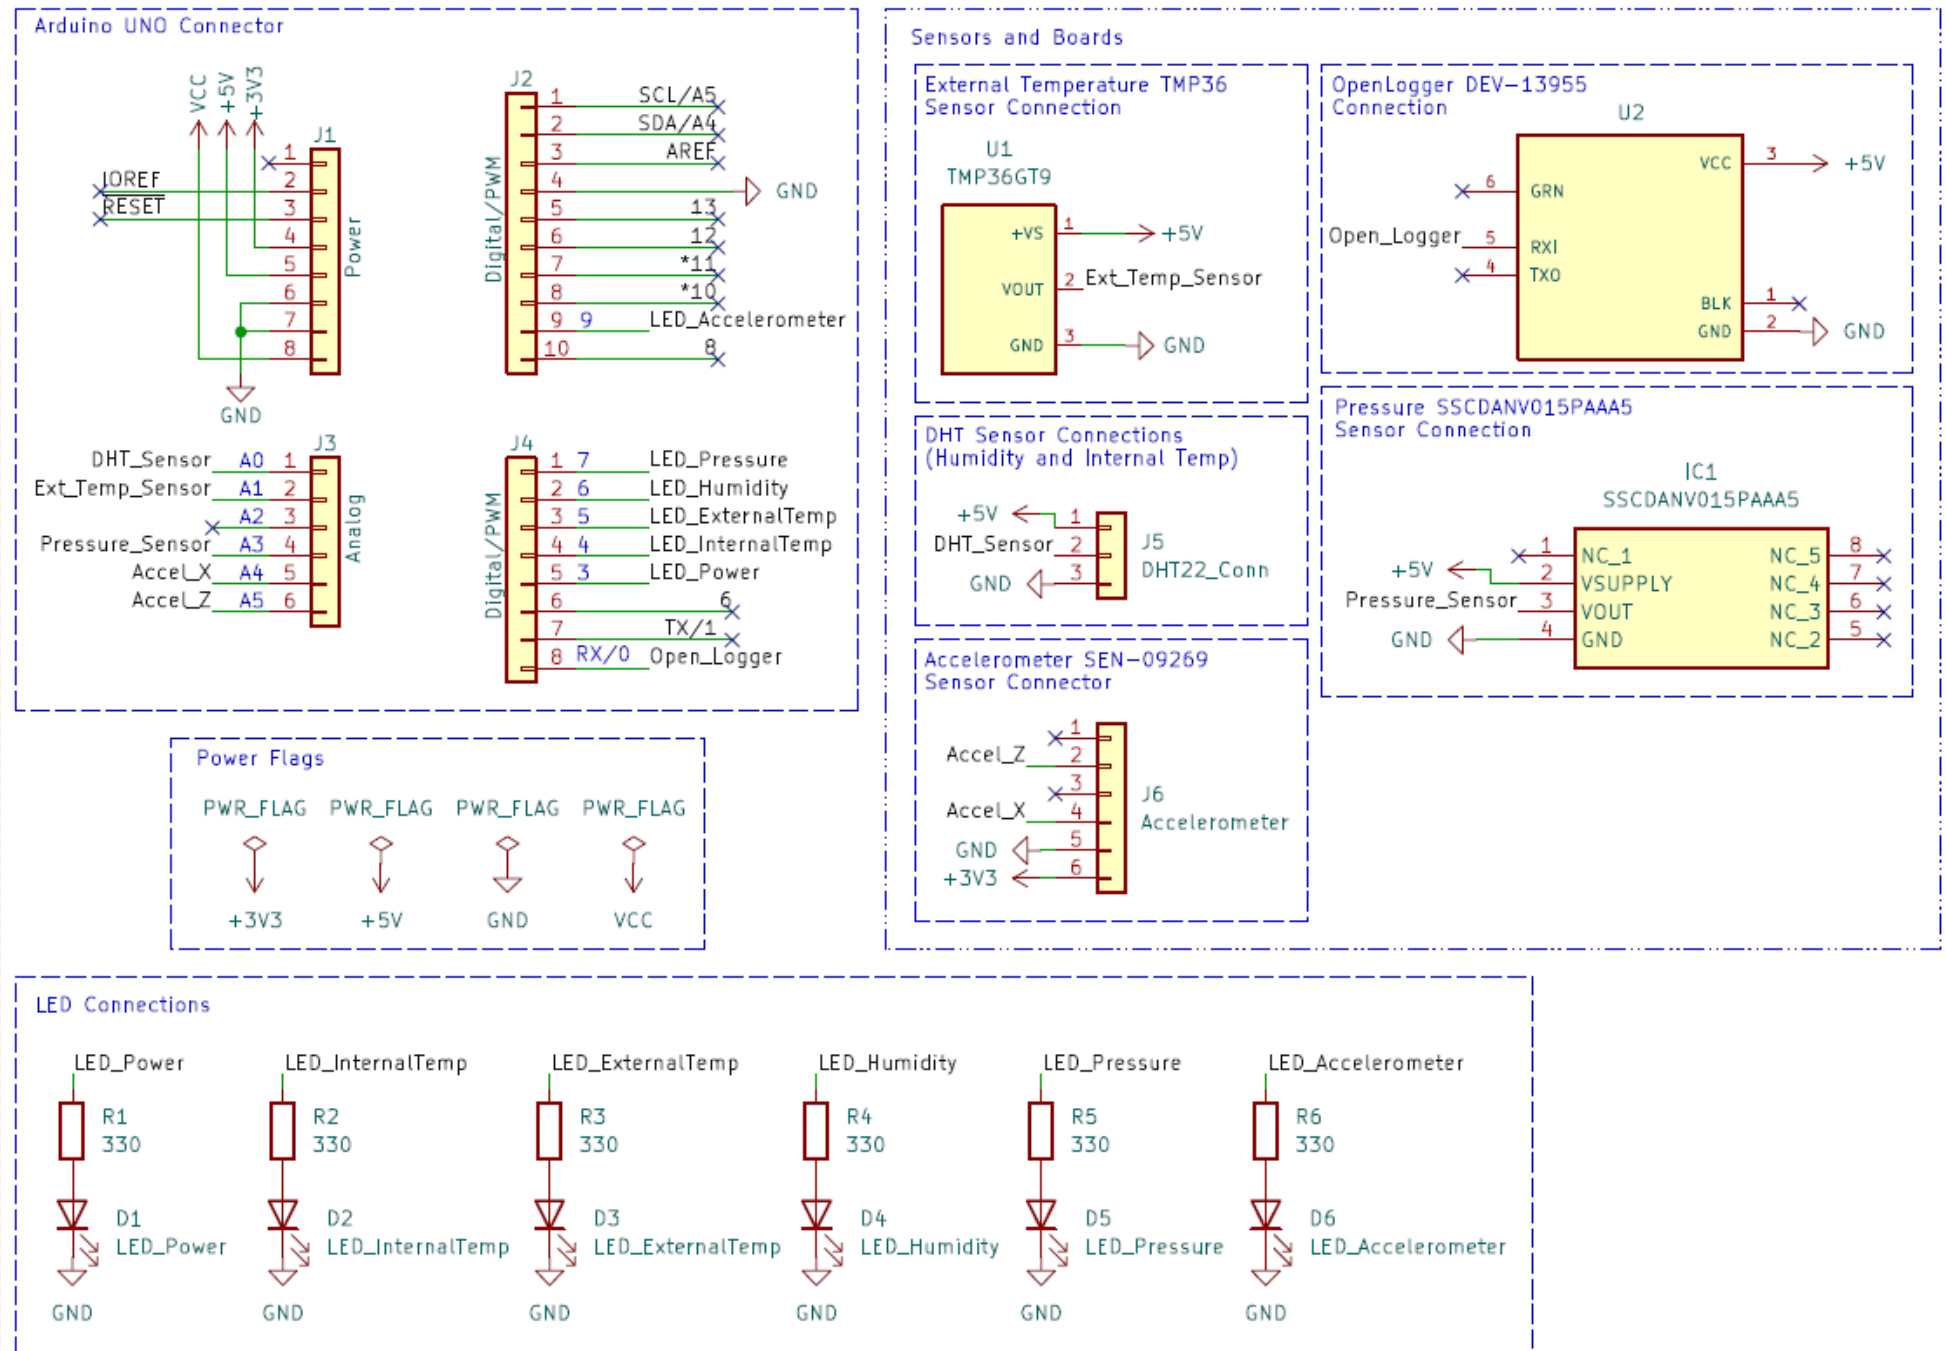 Arduino UNO Connector
VCC
+5V
+3V3
J1
1
IOREF 2
RESET 3
4
5
6
7
8
Power
GND
J2
1 SCL/A5
2 SDA/A4
3 AREF
4 GND
5 13
6 12
7 *11
8 *10
9 9 LED_Accelerometer
10 8
Digital/PWM
J3
DHT_Sensor A0 1
Ext_Temp_Sensor A1 2
A2 3
Pressure_Sensor A3 4
Accel_X A4 5
Accel_Z A5 6
Analog
J4
1 7 LED_Pressure
2 6 LED_Humidity
3 5 LED_ExternalTemp
4 4 LED_InternalTemp
5 3 LED_Power
6 6
7 TX/1
8 RX/0 Open_Logger
Digital/PWM
Power Flags
PWR_FLAG PWR_FLAG PWR_FLAG PWR_FLAG
+3V3 +5V GND VCC
Sensors and Boards
External Temperature TMP36
Sensor Connection
U1
TMP36GT9
+VS 1 +5V
VOUT 2 Ext_Temp_Sensor
GND 3 GND
OpenLogger DEV-13955
Connection
U2
VCC 3 +5V
6 GRN
Open_Logger 5 RXI
4 TXO
BLK 1
GND 2 GND
DHT Sensor Connections
(Humidity and Internal Temp)
+5V 1
DHT_Sensor 2
GND 3
J5
DHT22_Conn
Pressure SSCDANV015PAAA5
Sensor Connection
IC1
SSCDANV015PAAA5
1 NC_1 NC_5 8
+5V 2 VSUPPLY NC_4 7
Pressure_Sensor 3 VOUT NC_3 6
GND 4 GND NC_2 5
Accelerometer SEN-09269
Sensor Connector
1
Accel_Z 2
3
Accel_X 4
GND 5
+3V3 6
J6
Accelerometer
LED Connections
LED_Power LED_InternalTemp LED_ExternalTemp LED_Humidity LED_Pressure LED_Accelerometer
R1 R2 R3 R4 R5 R6
330 330 330 330 330 330
D1 D2 D3 D4 D5 D6
LED_Power LED_InternalTemp LED_ExternalTemp LED_Humidity LED_Pressure LED_Accelerometer
GND GND GND GND GND GND